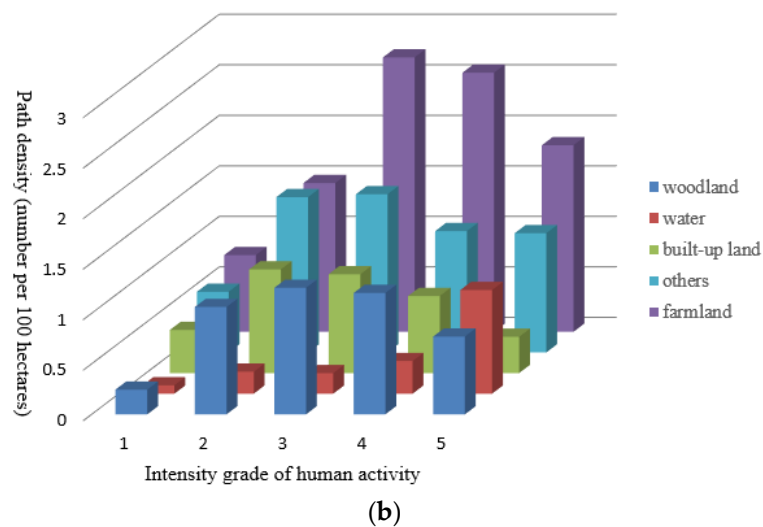 Path density (number per 100 hectares)
3
2.5
2
1.5
1
0.5
0
1 2 3 4 5
Intensity grade of human activity
woodland
water
built-up land
others
farmland
(b)